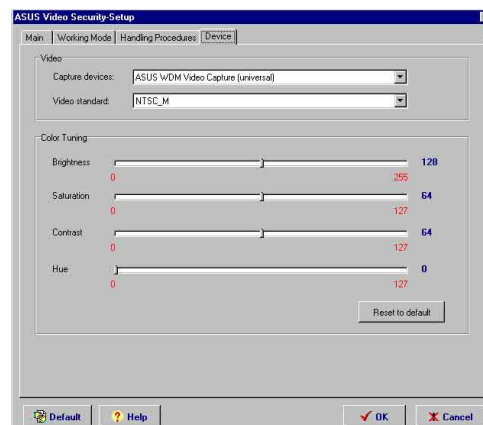 ASUS Video Security-Setup
Main Working Mode Handling Procedures Device
Video
Capture devices: ASUS WDM Video Capture (universal)
Video standard: NTSC_M
Color Tuning
Brightness 128
0 255
Saturation 64
0 127
Contrast 64
0 127
Hue 0
0 127
Reset to default
Default ? Help OK Cancel